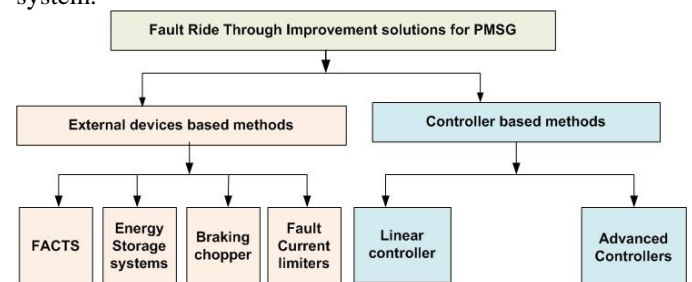 system.
Fault Ride Through Improvement solutions for PMSG
External devices based methods
Controller based methods
FACTS
Energy
Storage
systems
Braking
chopper
Fault
Current
limiters
Linear
controller
Advanced
Controllers